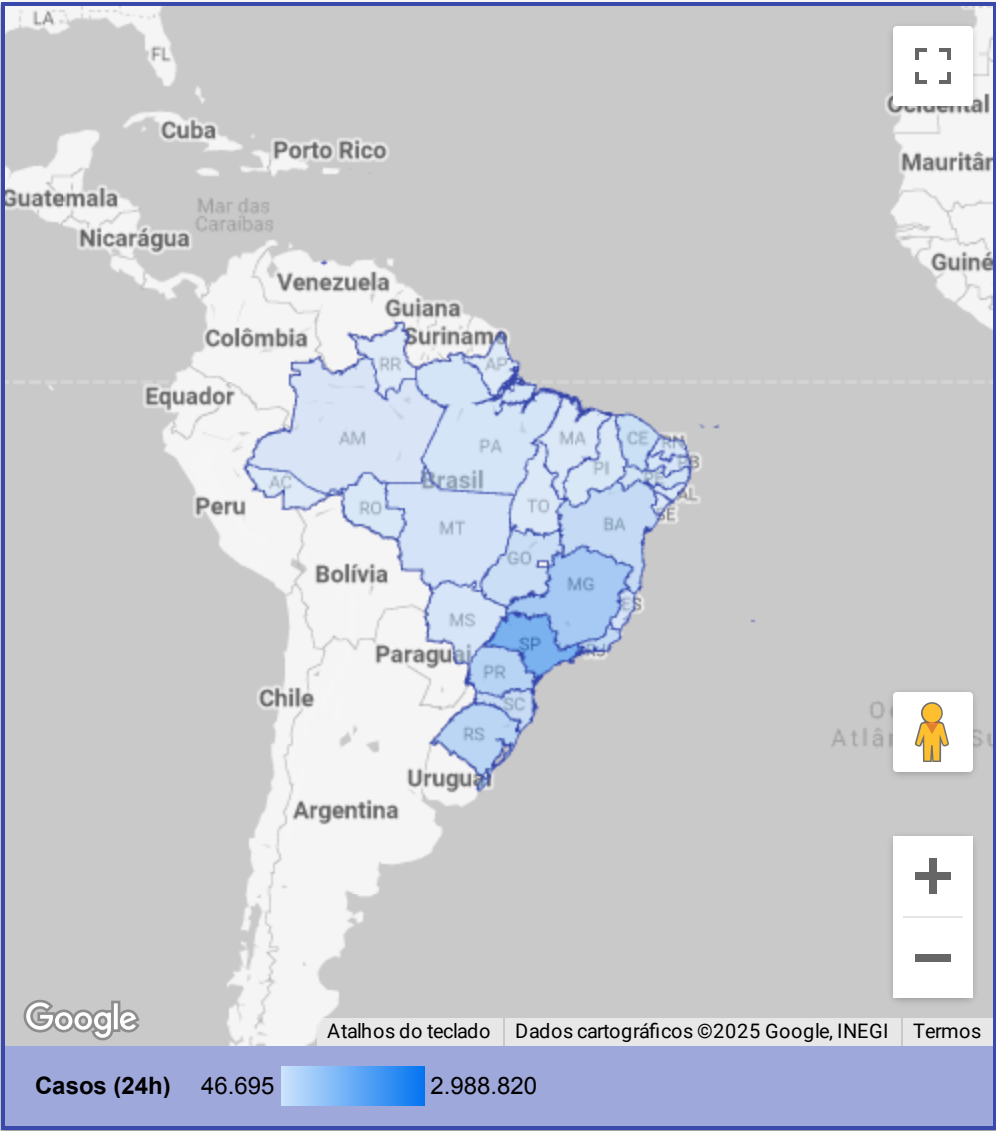 LA
FL
Cuba
Porto Rico
Guatemala
Mar das
Caraíbas
Nicarágua
Ocidental
Mauritân
Guiné
Venezuela
Guiana
Colômbia
Suriname
RR
AP
Equador
AM
PA
MA
CE
RN
PI
PB
Brasil
PE
AC
AL
Peru
RO
TO
SE
MT
BA
GO
Bolívia
MG
MS
ES
SP
RJ
Paraguai
PR
Chile
SC
RS
Atlân
Su
Uruguai
Argentina
Google
Atalhos do teclado
Dados cartográficos ©2025 Google, INEGI
Termos
Casos (24h) 46.695 2.988.820